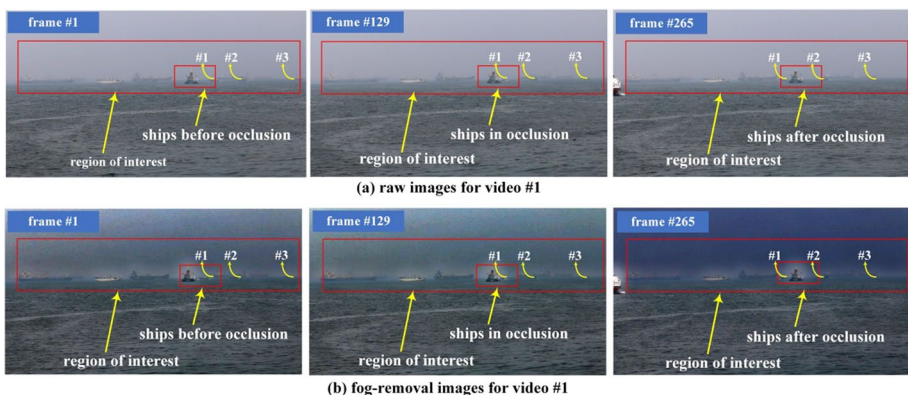 frame #1
#1 #2 #3
ships before occlusion
region of interest
frame #129
#1 #2 #3
ships in occlusion
region of interest
frame #265
#1 #2 #3
ships after occlusion
region of interest
(a) raw images for video #1
frame #1
#1 #2 #3
ships before occlusion
region of interest
frame #129
#1 #2 #3
ships in occlusion
region of interest
frame #265
#1 #2 #3
ships after occlusion
region of interest
(b) fog-removal images for video #1